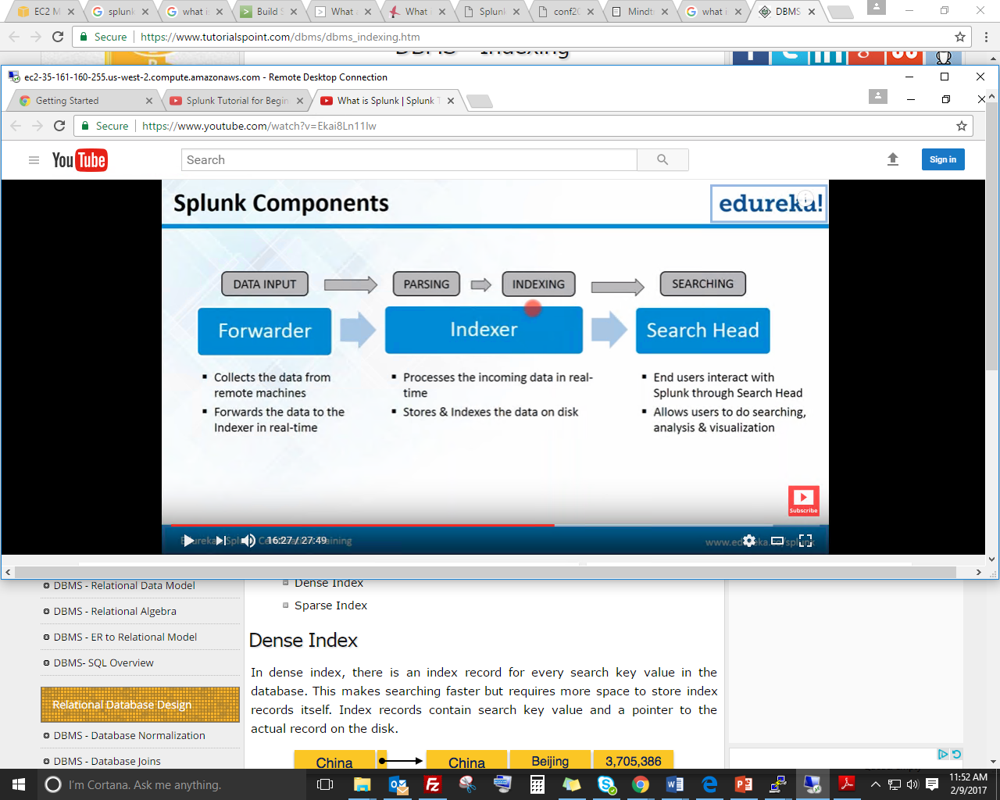 EC2 M
splunk
what is
Build S
What
What
Splun
conf20
Mindt
what i
DBMS
Secure
https://www.tutorialspoint.com/dbms/dbms_indexing.htm
DBMS - Indexing
ec2-35-161-160-255.us-west-2.compute.amazonaws.com - Remote Desktop Connection
Getting Started
Splunk Tutorial for Begin
What is Splunk | Splunk T
Secure
https://www.youtube.com/watch?v=Ekai8Ln11lw
YouTube
Search
Sign in
Splunk Components
edureka!
DATA INPUT
PARSING
INDEXING
SEARCHING
Forwarder
Indexer
Search Head
Collects the data from
remote machines
Forwards the data to the
Indexer in real-time
Processes the incoming data in real-
time
Stores & Indexes the data on disk
End users interact with
Splunk through Search Head
Allows users to do searching,
analysis & visualization
Subscribe
16:27 / 27:49
DBMS - Relational Data Model
DBMS - Relational Algebra
DBMS - ER to Relational Model
DBMS- SQL Overview
Relational Database Design
DBMS - Database Normalization
DBMS - Database Joins
Dense Index
Sparse Index
Dense Index
In dense index, there is an index record for every search key value in the
database. This makes searching faster but requires more space to store index
records itself. Index records contain search key value and a pointer to the
actual record on the disk.
China
China
Beijing
3,705,386
I'm Cortana. Ask me anything.
11:52 AM
2/9/2017